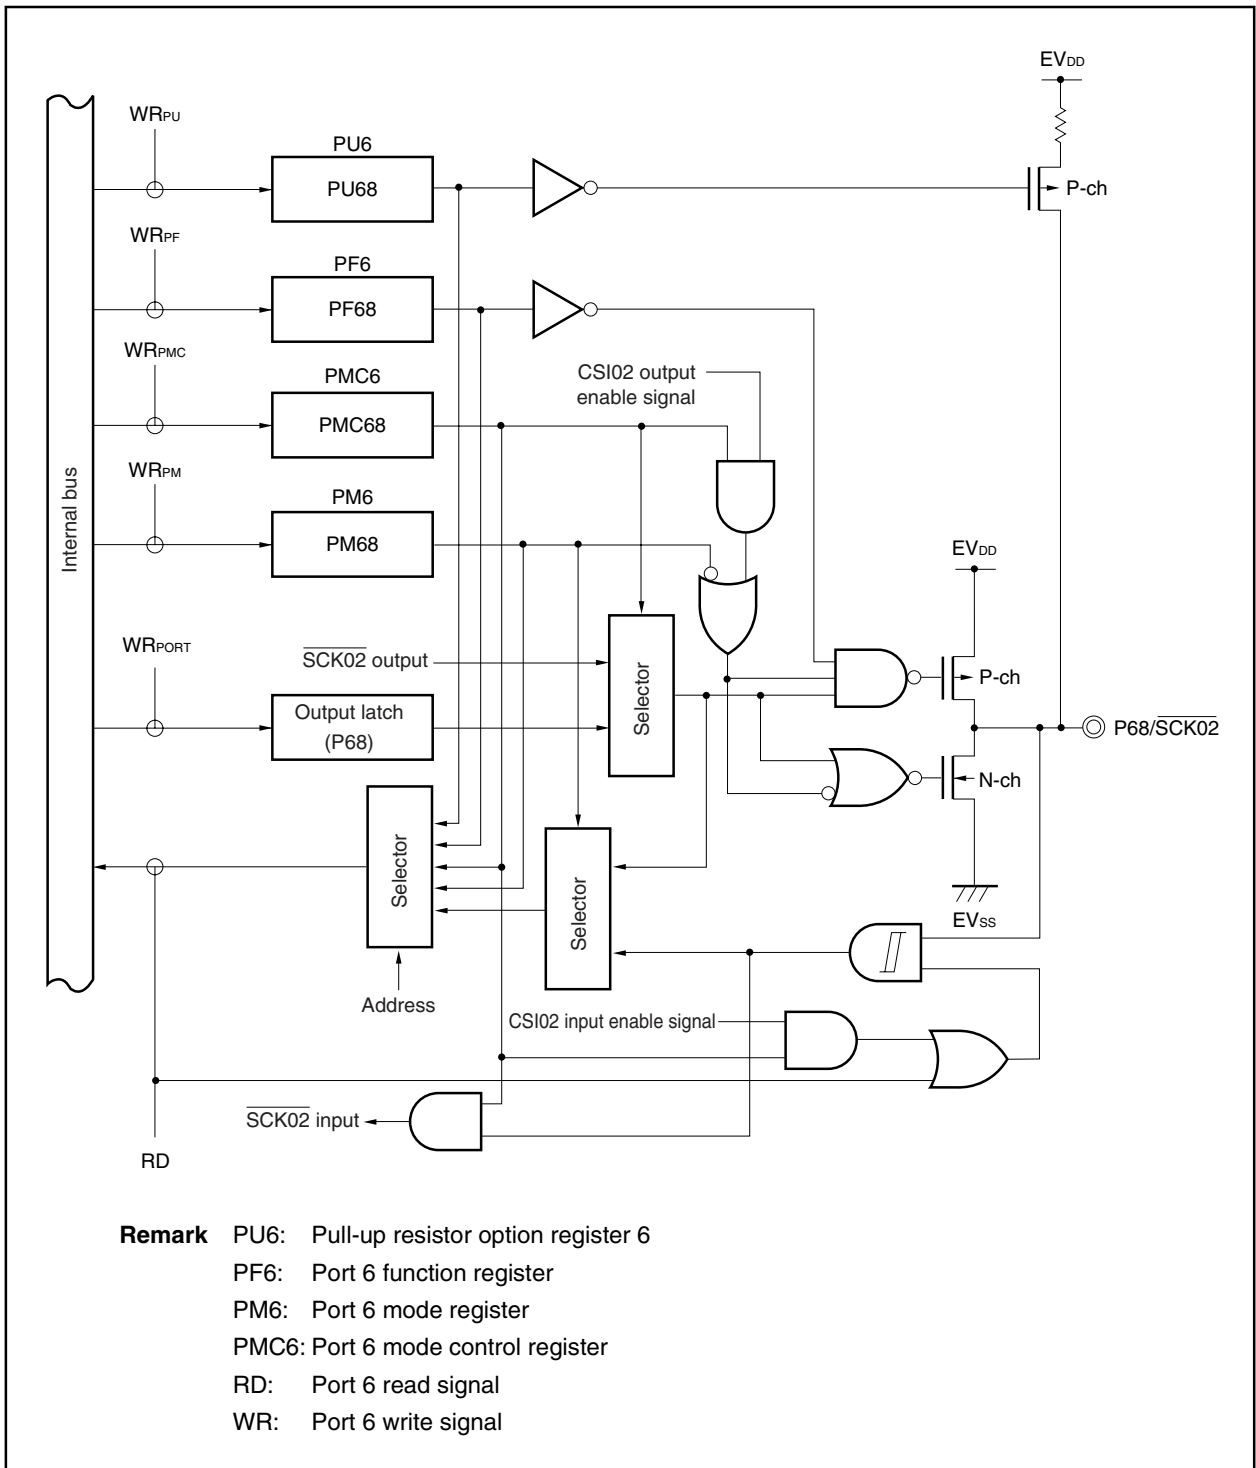 EVDD
WRPU
PU6
PU68
P-ch
WRPF
PF6
PF68
WRPMC
PMC6
PMC68
CSI02 output
enable signal
WRPM
PM6
PM68
Internal bus
EVDD
WRPORT
SCK02 output
Output latch
(P68)
Selector
P-ch
P68/SCK02
N-ch
Selector
Selector
EVSS
Address
CSI02 input enable signal
SCK02 input
RD
Remark PU6: Pull-up resistor option register 6
PF6: Port 6 function register
PM6: Port 6 mode register
PMC6: Port 6 mode control register
RD: Port 6 read signal
WR: Port 6 write signal